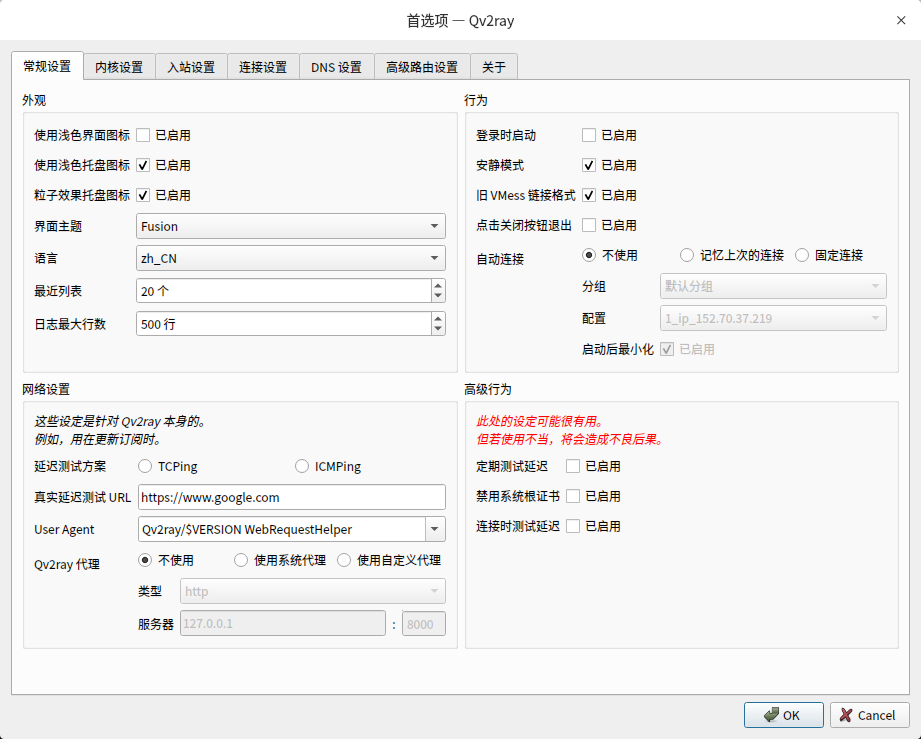 首选项 — Qv2ray
常规设置 内核设置 入站设置 连接设置 DNS 设置 高级路由设置 关于
外观
使用浅色界面图标 已启用
使用浅色托盘图标 已启用
粒子效果托盘图标 已启用
界面主题 Fusion
语言 zh_CN
最近列表 20 个
日志最大行数 500 行
行为
登录时启动 已启用
安静模式 已启用
旧 VMess 链接格式 已启用
点击关闭按钮退出 已启用
自动连接 不使用 记忆上次的连接 固定连接
分组 默认分组
配置 1_ip_152.70.37.219
启动后最小化 已启用
网络设置
这些设定是针对 Qv2ray 本身的。
例如，用在更新订阅时。
延迟测试方案 TCPing ICMPing
真实延迟测试 URL https://www.google.com
User Agent Qv2ray/$VERSION WebRequestHelper
Qv2ray 代理 不使用 使用系统代理 使用自定义代理
类型 http
服务器 127.0.0.1 : 8000
高级行为
此处的设定可能很有用。
但若使用不当，将会造成不良后果。
定期测试延迟 已启用
禁用系统根证书 已启用
连接时测试延迟 已启用
OK Cancel